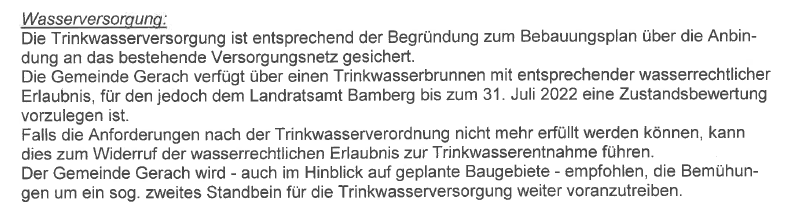 Wasserversorgung:
Die Trinkwasserversorgung ist entsprechend der Begründung zum Bebauungsplan über die Anbin-
dung an das bestehende Versorgungsnetz gesichert.
Die Gemeinde Gerach verfügt über einen Trinkwasserbrunnen mit entsprechender wasserrechtlicher
Erlaubnis, für den jedoch dem Landratsamt Bamberg bis zum 31. Juli 2022 eine Zustandsbewertung
vorzulegen ist.
Falls die Anforderungen nach der Trinkwasserverordnung nicht mehr erfüllt werden können, kann
dies zum Widerruf der wasserrechtlichen Erlaubnis zur Trinkwasserentnahme führen.
Der Gemeinde Gerach wird - auch im Hinblick auf geplante Baugebiete - empfohlen, die Bemühun-
gen um ein sog. zweites Standbein für die Trinkwasserversorgung weiter voranzutreiben.